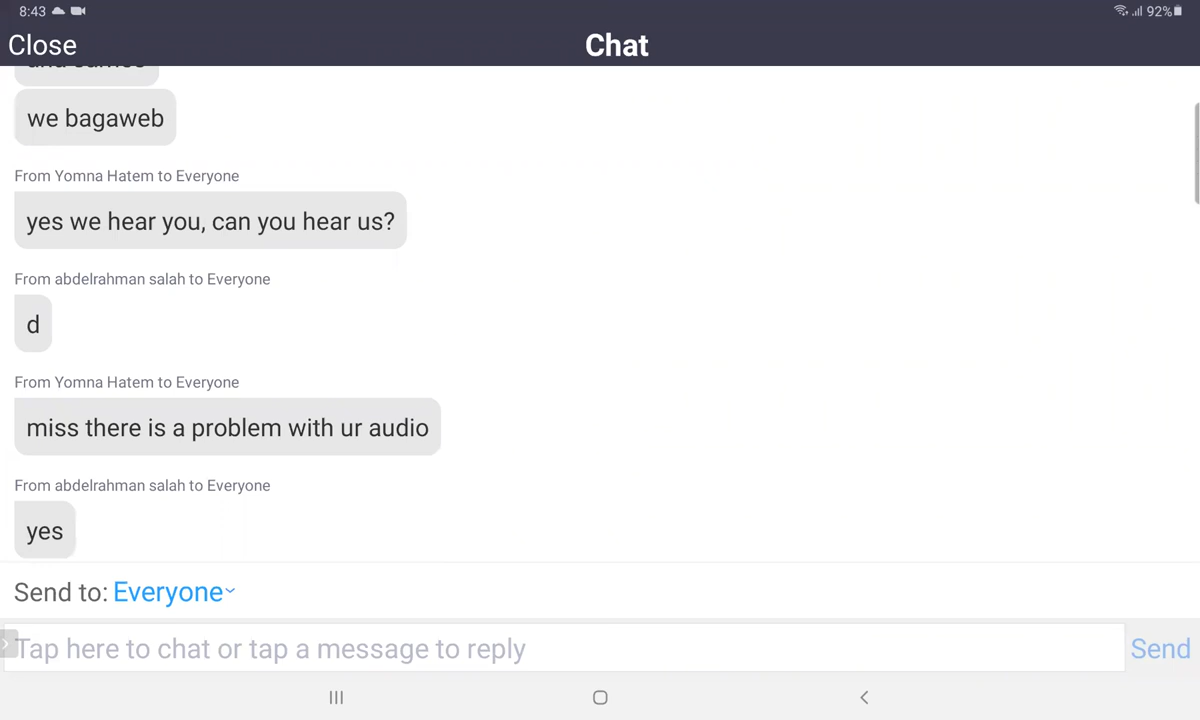 8:43 92%
Close Chat
we bagaweb
From Yomna Hatem to Everyone
yes we hear you, can you hear us?
From abdelrahman salah to Everyone
d
From Yomna Hatem to Everyone
miss there is a problem with ur audio
From abdelrahman salah to Everyone
yes
Send to: Everyone
Tap here to chat or tap a message to reply Send